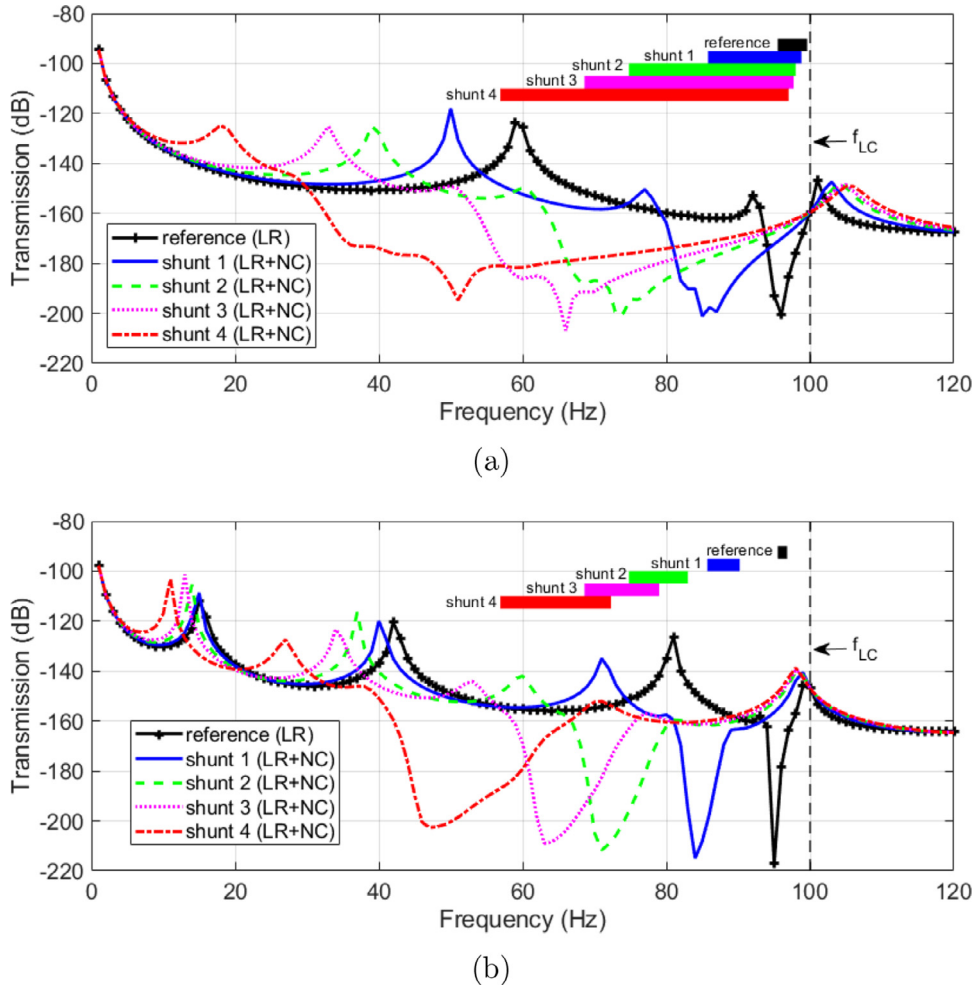 -80
-100
-120
-140
-160
-180
-200
-220
Transmission (dB)
reference
shunt 1
shunt 2
shunt 3
shunt 4
f_LC
reference (LR)
shunt 1 (LR+NC)
shunt 2 (LR+NC)
shunt 3 (LR+NC)
shunt 4 (LR+NC)
0 20 40 60 80 100 120
Frequency (Hz)
(a)
-80
-100
-120
-140
-160
-180
-200
-220
Transmission (dB)
reference
shunt 1
shunt 2
shunt 3
shunt 4
f_LC
reference (LR)
shunt 1 (LR+NC)
shunt 2 (LR+NC)
shunt 3 (LR+NC)
shunt 4 (LR+NC)
0 20 40 60 80 100 120
Frequency (Hz)
(b)